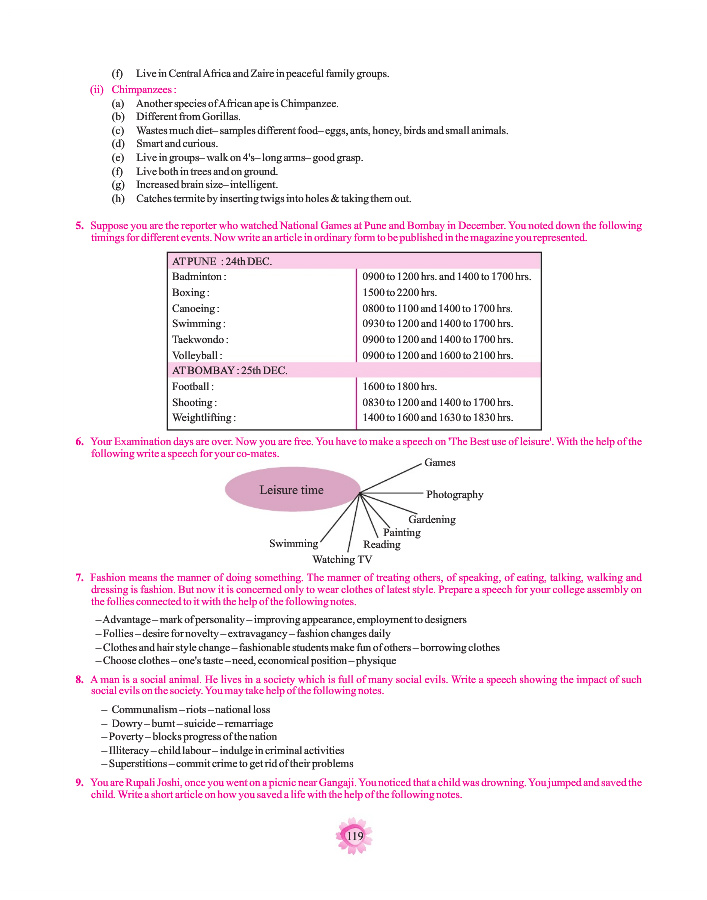 (f) Live in Central Africa and Zaire in peaceful family groups.
(ii) Chimpanzees :
(a) Another species of African ape is Chimpanzee.
(b) Different from Gorillas.
(c) Wastes much diet– samples different food– eggs, ants, honey, birds and small animals.
(d) Smart and curious.
(e) Live in groups– walk on 4's– long arms– good grasp.
(f) Live both in trees and on ground.
(g) Increased brain size– intelligent.
(h) Catches termite by inserting twigs into holes & taking them out.
5. Suppose you are the reporter who watched National Games at Pune and Bombay in December. You noted down the following
timings for different events. Now write an article in ordinary form to be published in the magazine you represented.
AT PUNE : 24th DEC.
Badminton : 0900 to 1200 hrs. and 1400 to 1700 hrs.
Boxing : 1500 to 2200 hrs.
Canoeing : 0800 to 1100 and 1400 to 1700 hrs.
Swimming : 0930 to 1200 and 1400 to 1700 hrs.
Taekwondo : 0900 to 1200 and 1400 to 1700 hrs.
Volleyball : 0900 to 1200 and 1600 to 2100 hrs.
AT BOMBAY : 25th DEC.
Football : 1600 to 1800 hrs.
Shooting : 0830 to 1200 and 1400 to 1700 hrs.
Weightlifting : 1400 to 1600 and 1630 to 1830 hrs.
6. Your Examination days are over. Now you are free. You have to make a speech on 'The Best use of leisure'. With the help of the
following write a speech for your co-mates.
Games
Leisure time
Photography
Gardening
Painting
Swimming
Reading
Watching TV
7. Fashion means the manner of doing something. The manner of treating others, of speaking, of eating, talking, walking and
dressing is fashion. But now it is concerned only to wear clothes of latest style. Prepare a speech for your college assembly on
the follies connected to it with the help of the following notes.
– Advantage – mark of personality – improving appearance, employment to designers
– Follies – desire for novelty – extravagancy – fashion changes daily
– Clothes and hair style change – fashionable students make fun of others – borrowing clothes
– Choose clothes – one's taste – need, economical position – physique
8. A man is a social animal. He lives in a society which is full of many social evils. Write a speech showing the impact of such
social evils on the society. You may take help of the following notes.
– Communalism – riots – national loss
– Dowry – burnt – suicide – remarriage
– Poverty – blocks progress of the nation
– Illiteracy – child labour – indulge in criminal activities
– Superstitions – commit crime to get rid of their problems
9. You are Rupali Joshi, once you went on a picnic near Gangaji. You noticed that a child was drowning. You jumped and saved the
child. Write a short article on how you saved a life with the help of the following notes.
119